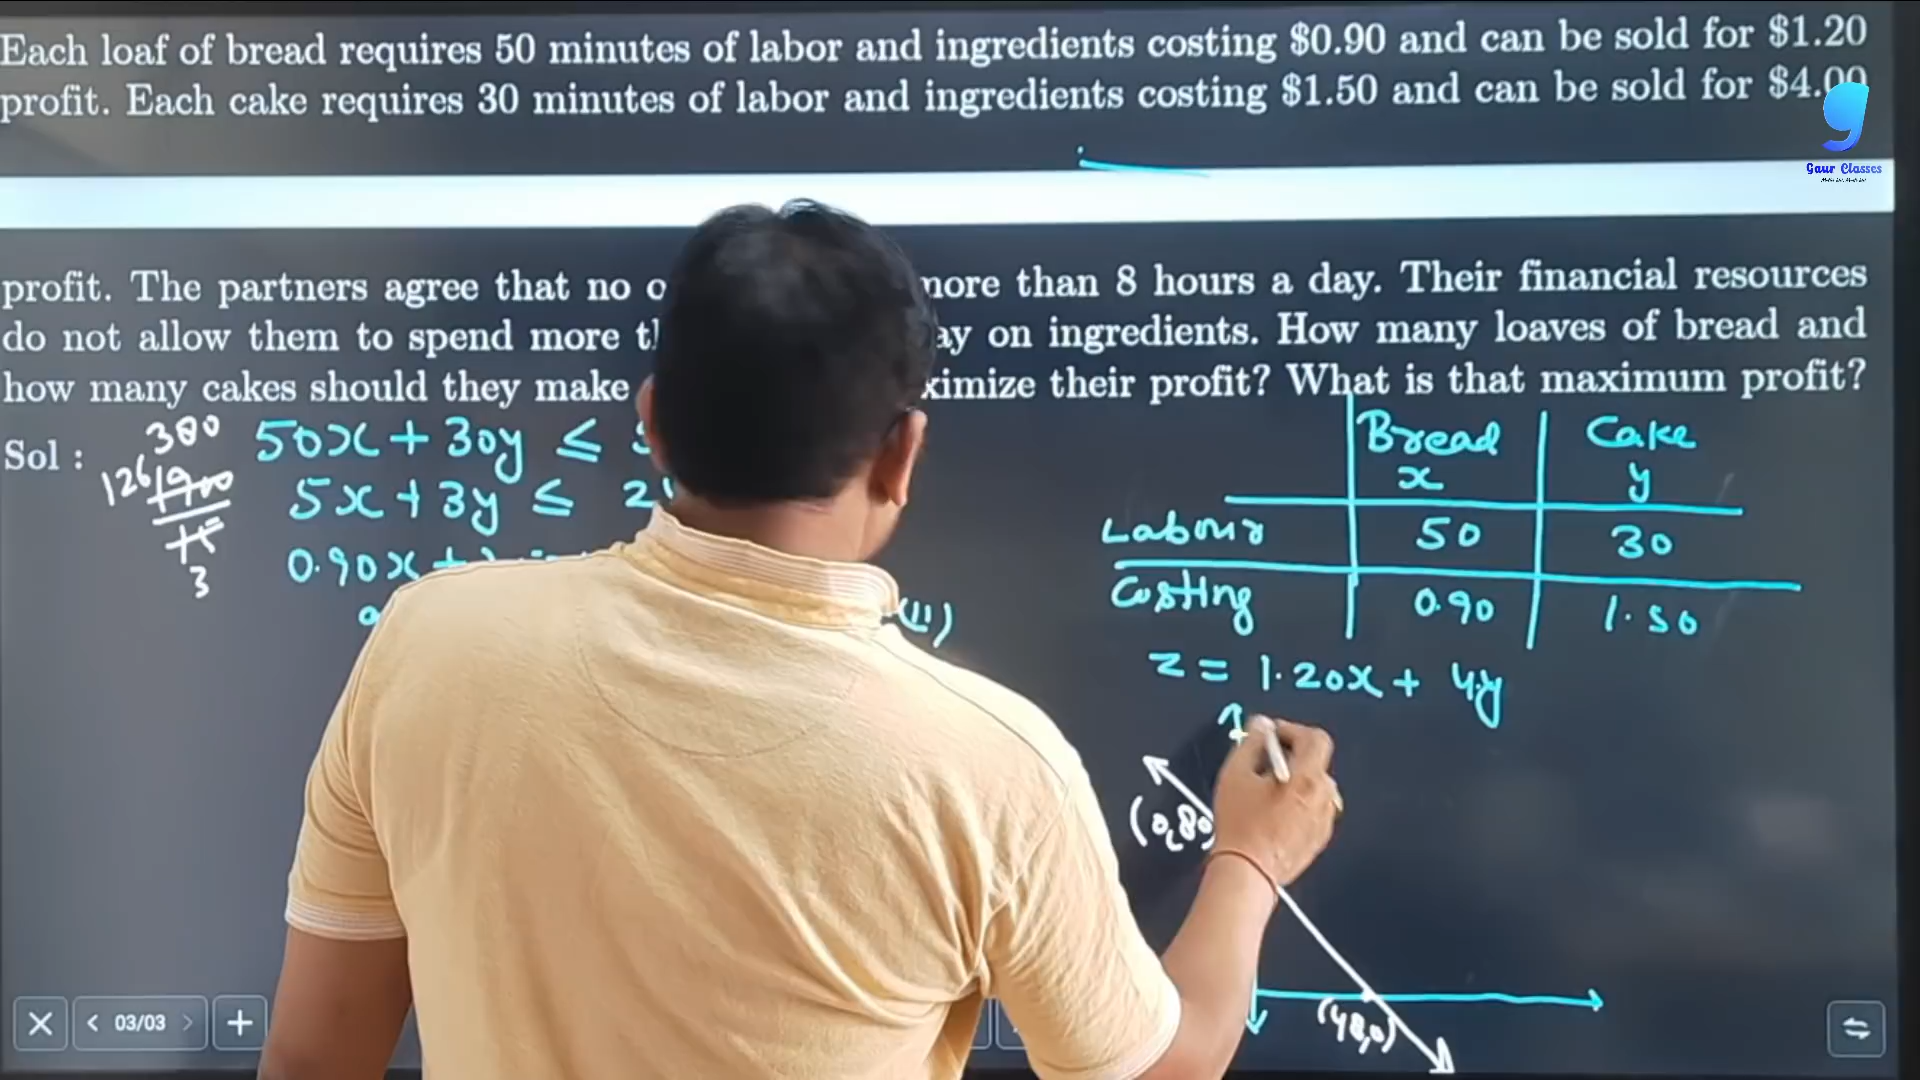 Each loaf of bread requires 50 minutes of labor and ingredients costing $0.90 and can be sold for $1.20
profit. Each cake requires 30 minutes of labor and ingredients costing $1.50 and can be sold for $4.00
Gaur Classes
profit. The partners agree that no more than 8 hours a day. Their financial resources
do not allow them to spend more on ingredients. How many loaves of bread and
how many cakes should they make their profit? What is that maximum profit?
Sol :
300
50x + 30y ≤
5x + 3y ≤
0.90x +
(11)
3
Bread Cake
x y
Labour 50 30
Costing 0.90 1.50
z = 1.20x + 4y
(0,80)
(48,0)
03/03